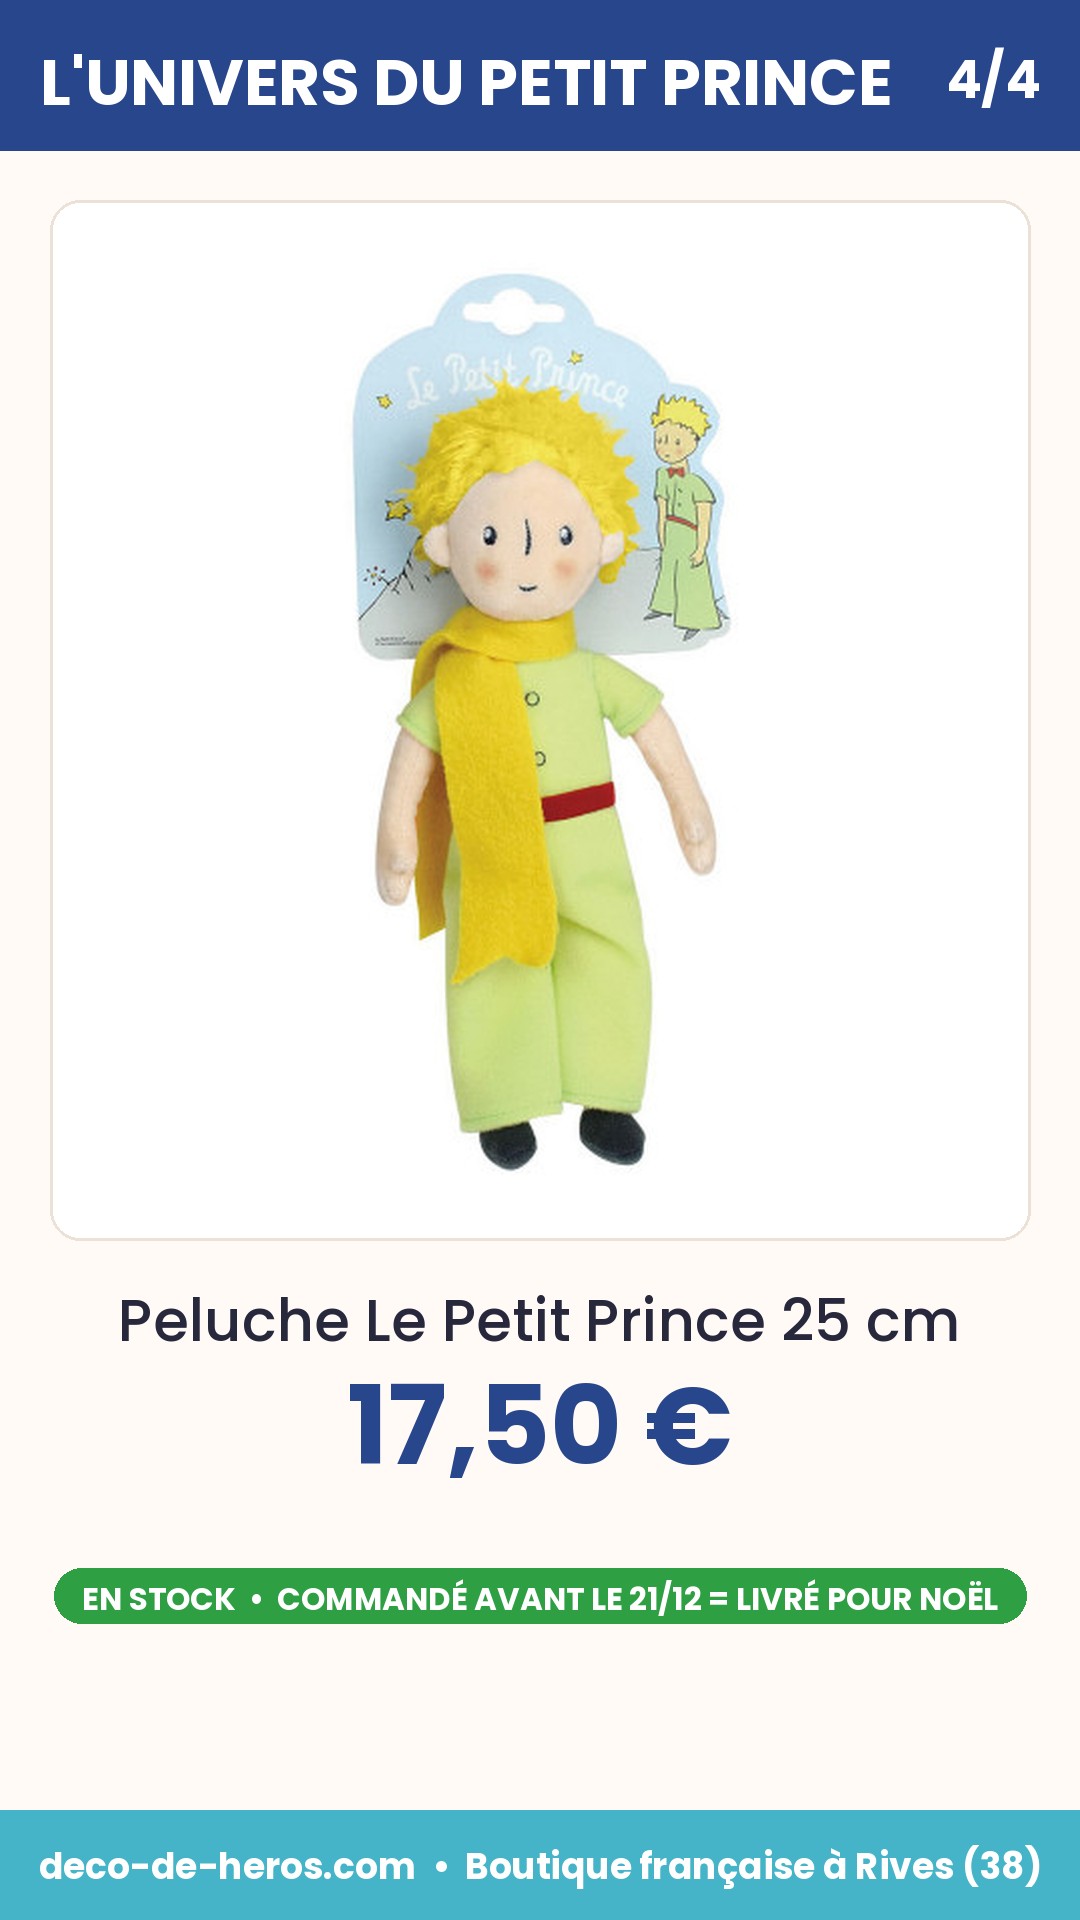 L'UNIVERS DU PETIT PRINCE 4/4
Le Petit Prince
Peluche Le Petit Prince 25 cm
17,50 €
EN STOCK • COMMANDÉ AVANT LE 21/12 = LIVRÉ POUR NOËL
deco-de-heros.com • Boutique française à Rives (38)